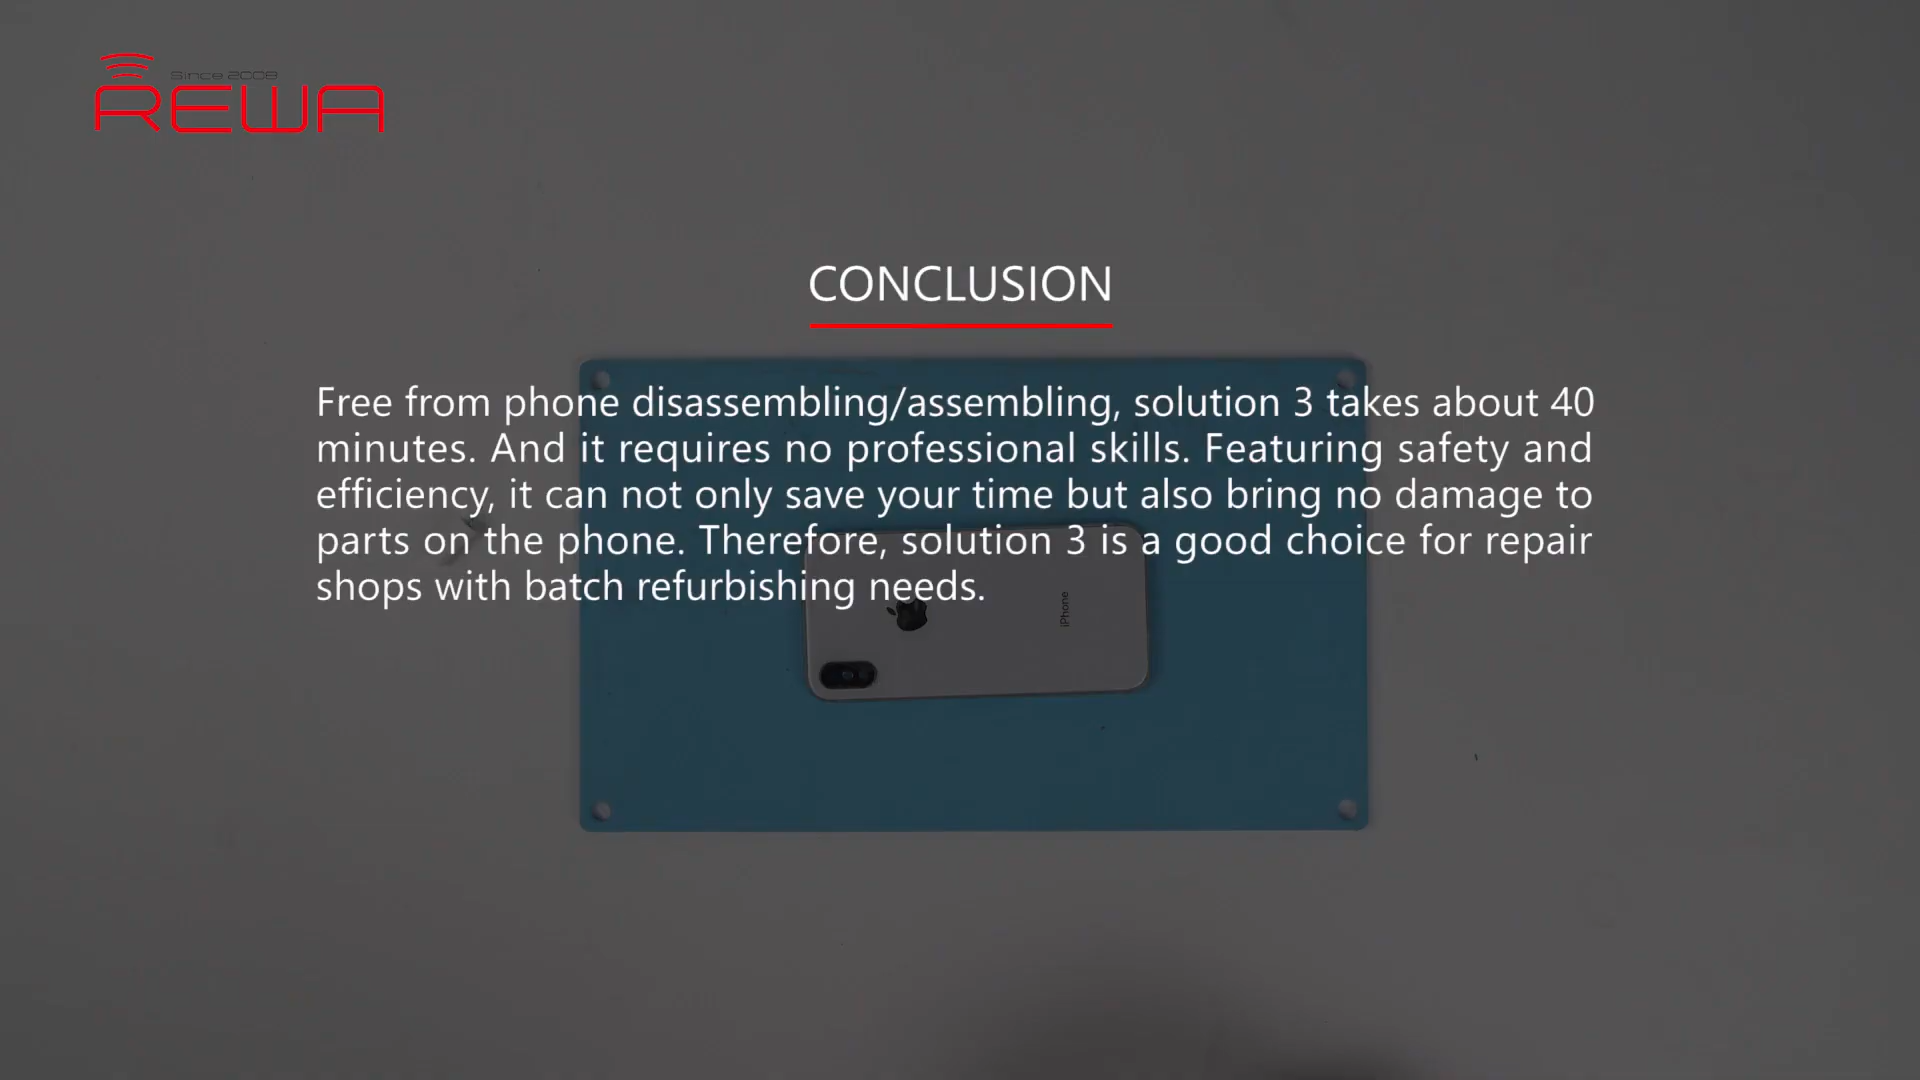 Since 2008
REWA
CONCLUSION
Free from phone disassembling/assembling, solution 3 takes about 40
minutes. And it requires no professional skills. Featuring safety and
efficiency, it can not only save your time but also bring no damage to
parts on the phone. Therefore, solution 3 is a good choice for repair
shops with batch refurbishing needs.
iPhone